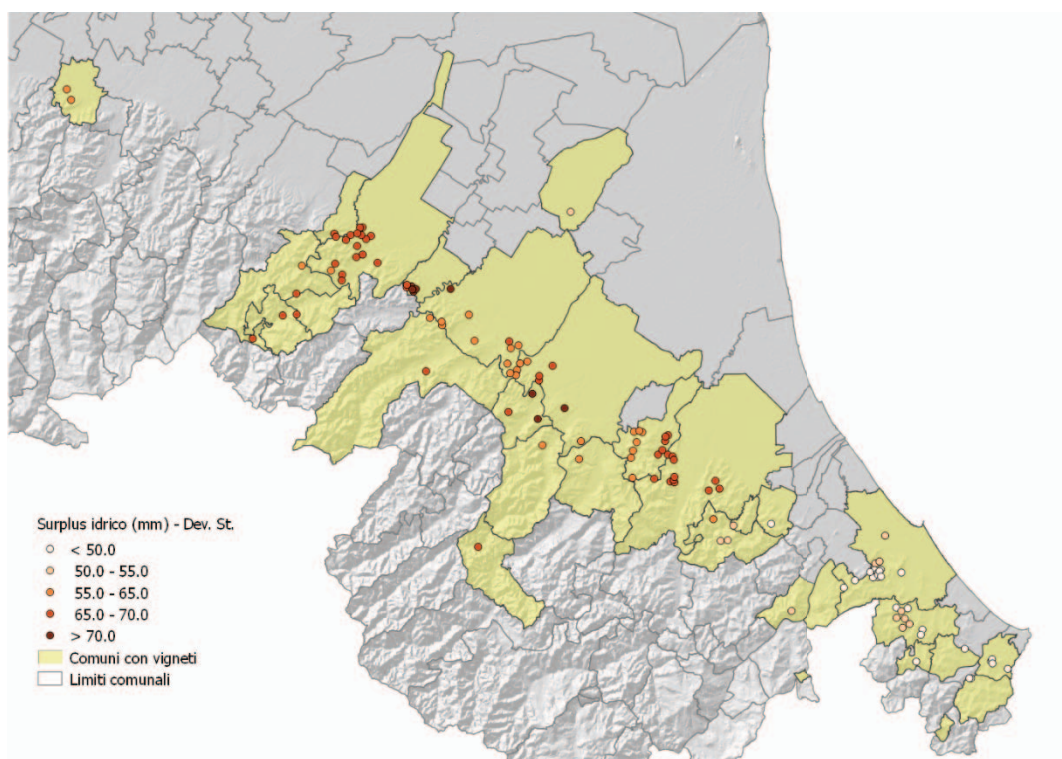 Surplus idrico (mm) - Dev. St.
< 50.0
50.0 - 55.0
55.0 - 65.0
65.0 - 70.0
> 70.0
Comuni con vigneti
Limiti comunali